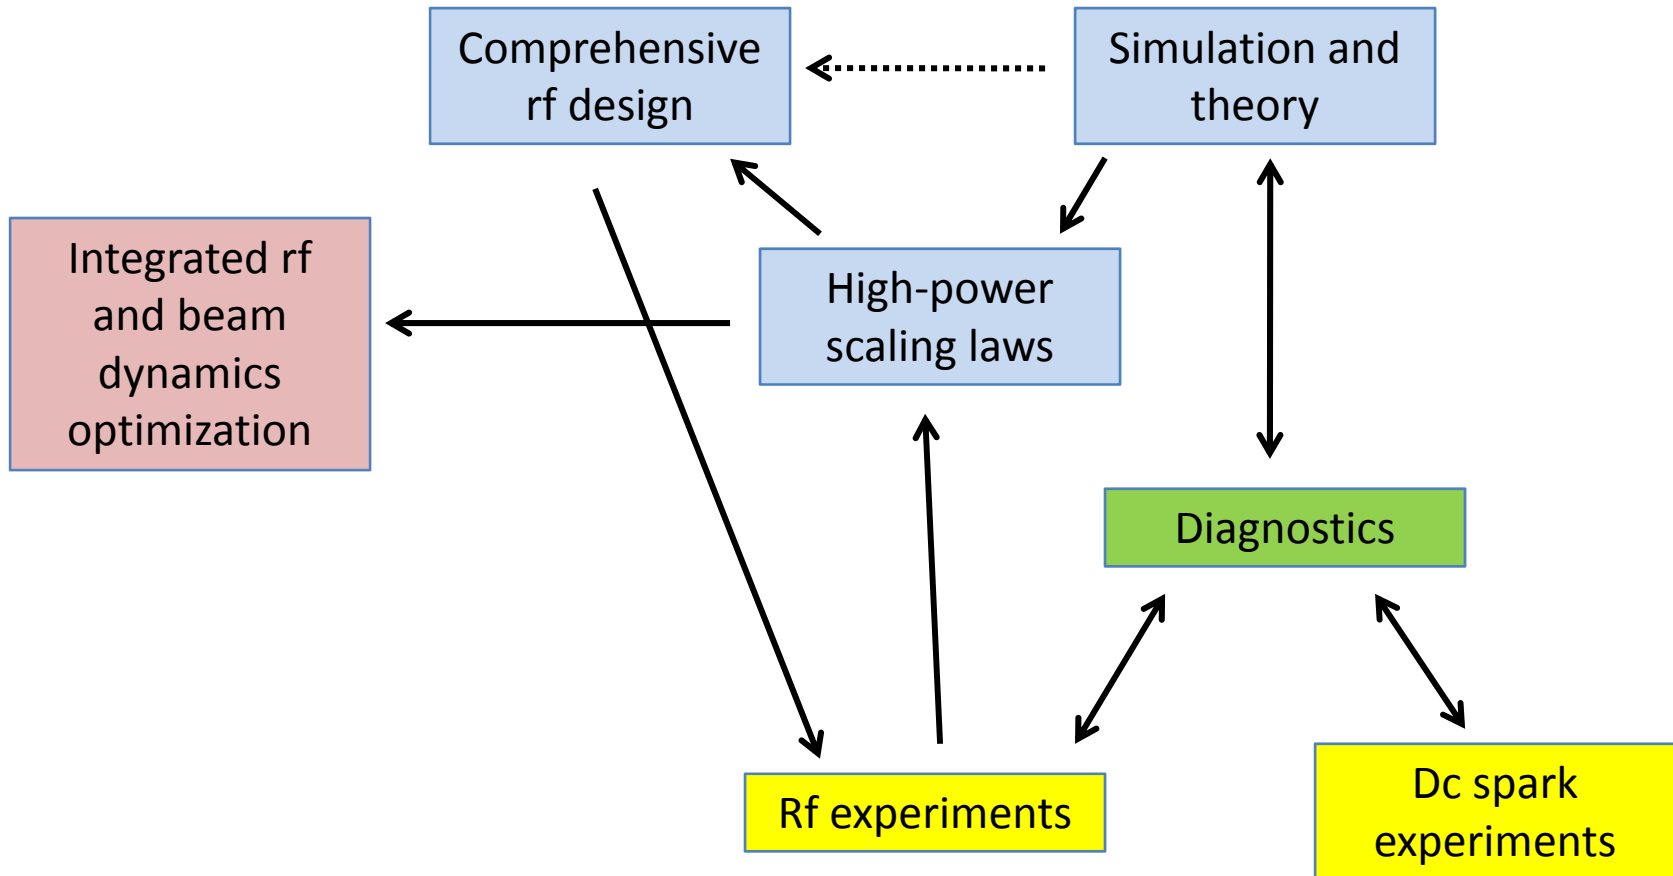 Comprehensive
rf design
Simulation and
theory
Integrated rf
and beam
dynamics
optimization
High-power
scaling laws
Diagnostics
Rf experiments
Dc spark
experiments